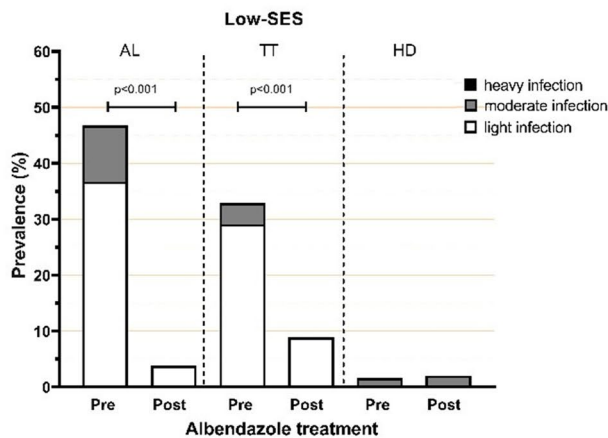 Low-SES
AL
TT
HD
p<0.001
p<0.001
heavy infection
moderate infection
light infection
Prevalence (%)
60
50
40
30
20
10
0
Pre
Post
Pre
Post
Pre
Post
Albendazole treatment